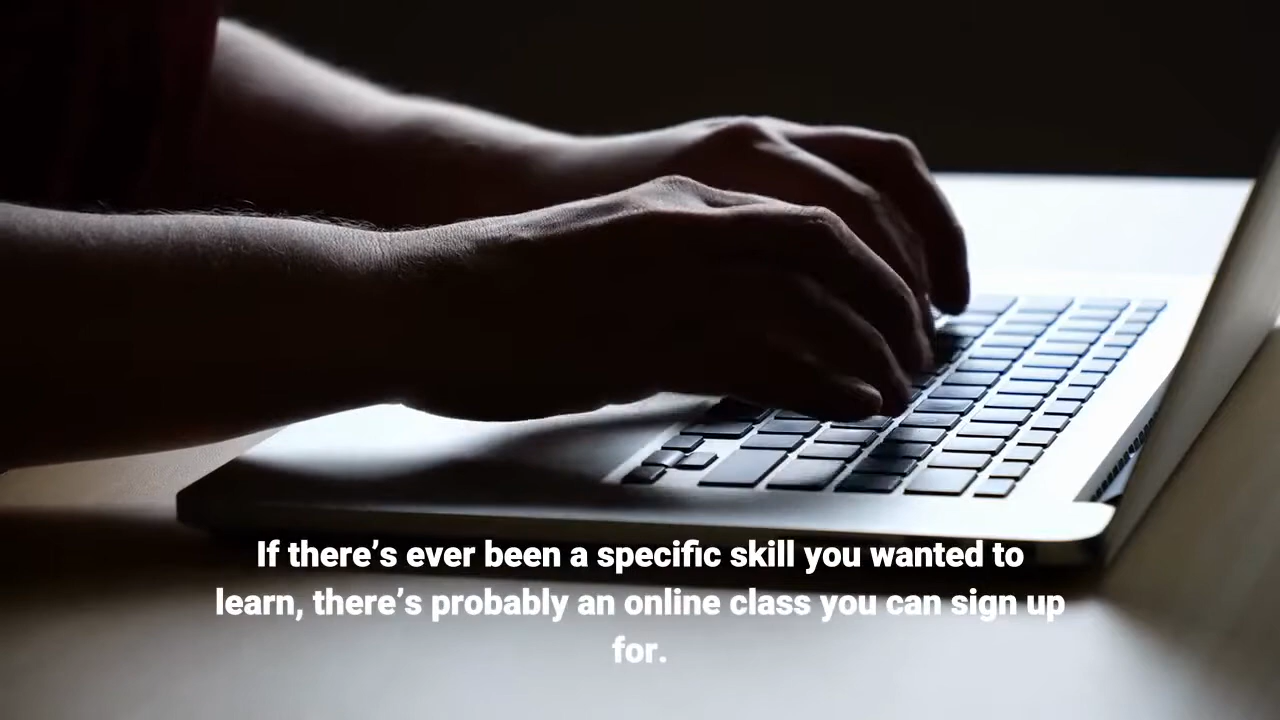 If there’s ever been a specific skill you wanted to
learn, there’s probably an online class you can sign up
for.